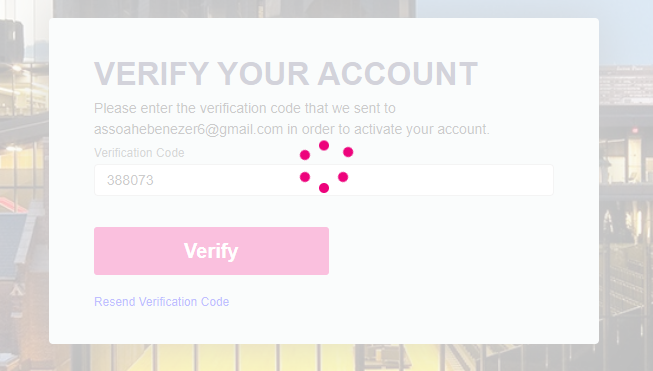 VERIFY YOUR ACCOUNT
Please enter the verification code that we sent to
assoahebenezer6@gmail.com in order to activate your account.
Verification Code
388073
Verify
Resend Verification Code